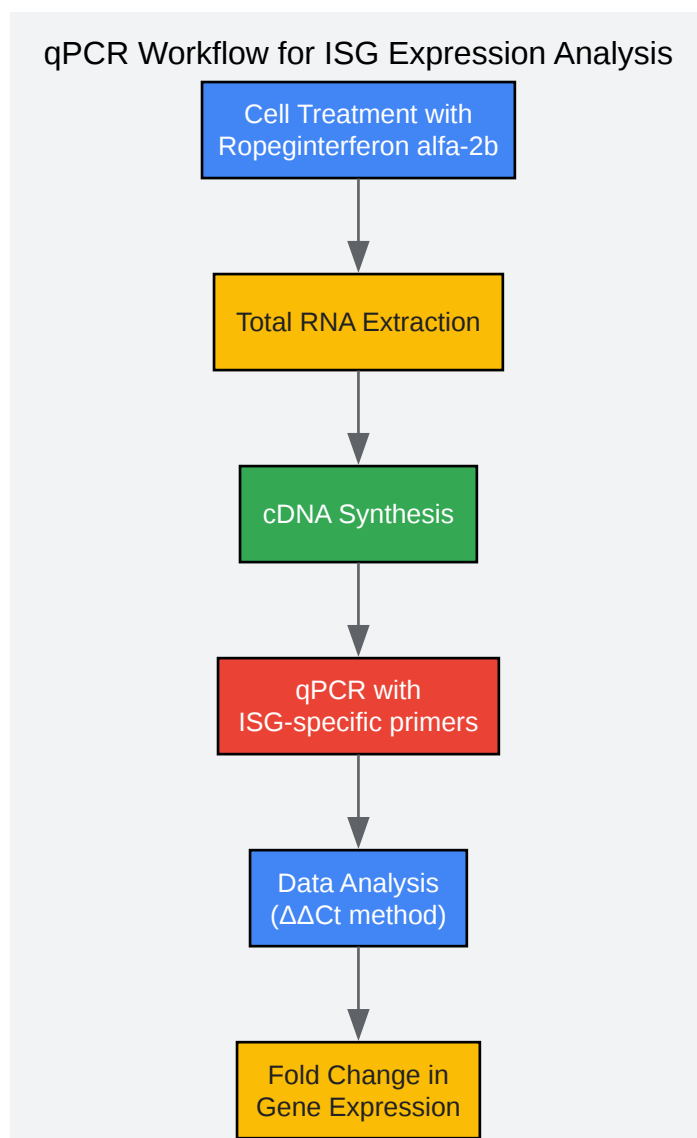 qPCR Workflow for ISG Expression Analysis
Cell Treatment with
Ropeginterferon alfa-2b
Total RNA Extraction
cDNA Synthesis
qPCR with
ISG-specific primers
Data Analysis
(ΔΔCt method)
Fold Change in
Gene Expression